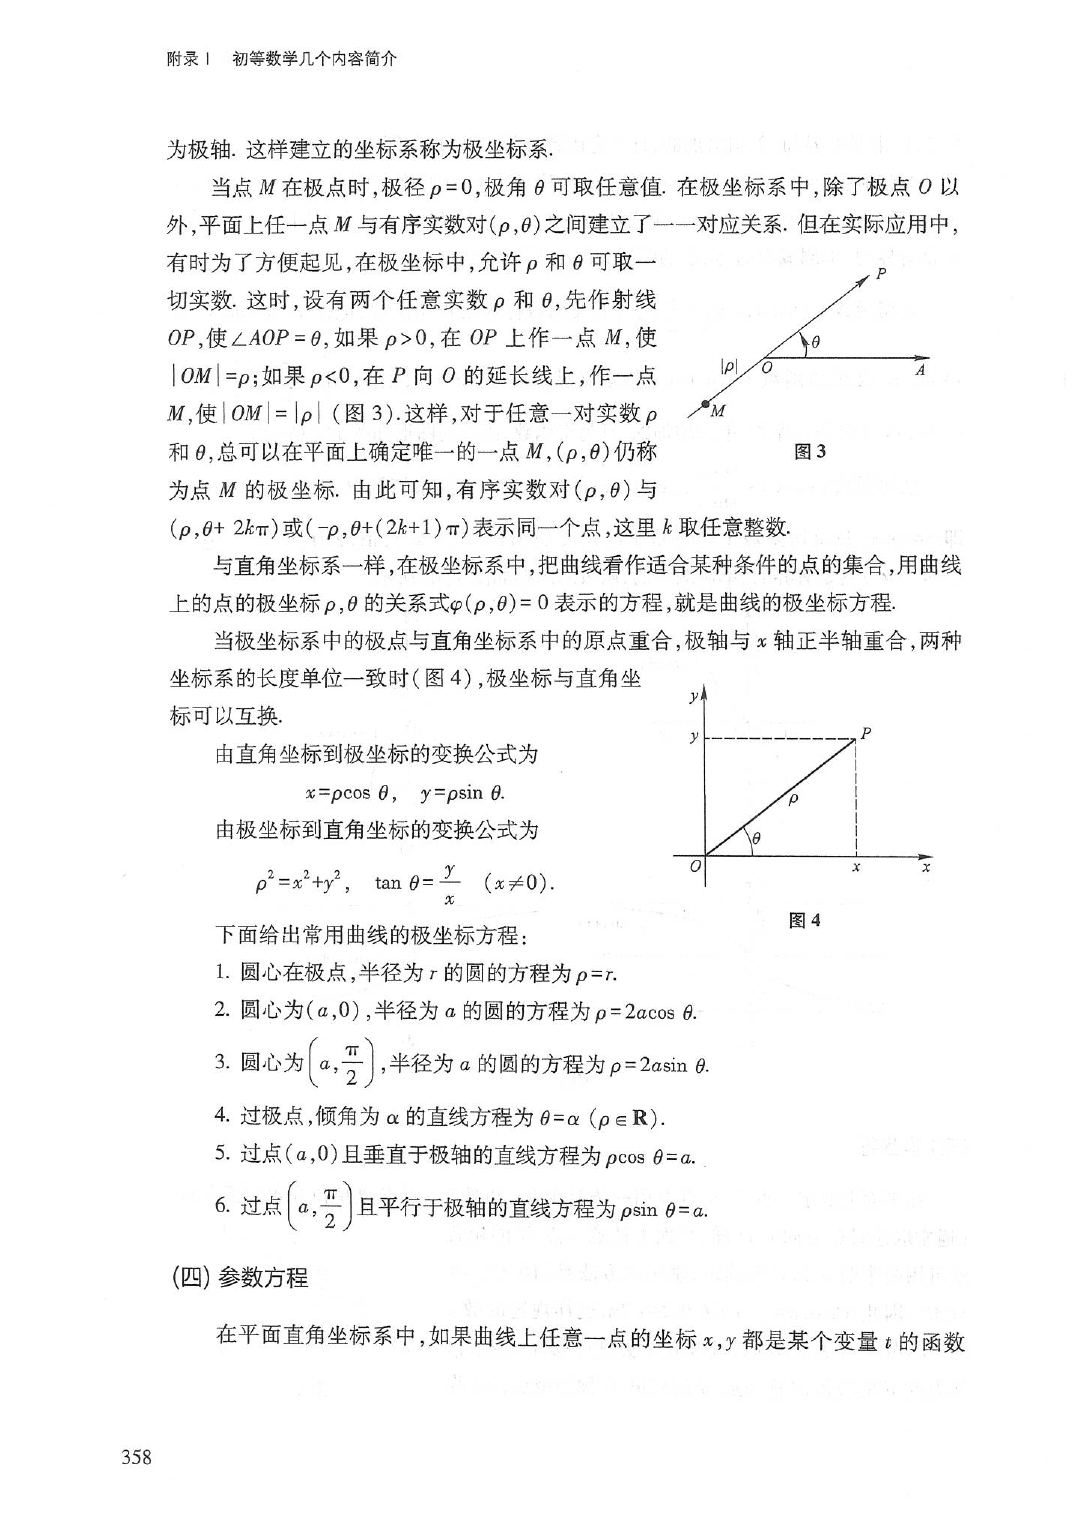 附录Ⅰ 初等数学几个内容简介
为极轴. 这样建立的坐标系称为极坐标系.
当点 M 在极点时,极径 ρ=0,极角 θ 可取任意值. 在极坐标系中,除了极点 O 以
外,平面上任一点 M 与有序实数对(ρ,θ)之间建立了一一对应关系. 但在实际应用中,
有时为了方便起见,在极坐标中,允许 ρ 和 θ 可取一
切实数. 这时,设有两个任意实数 ρ 和 θ,先作射线
OP,使∠AOP=θ,如果 ρ>0,在 OP 上作一点 M,使
|OM|=ρ;如果 ρ<0,在 P 向 O 的延长线上,作一点
M,使|OM|=|ρ| (图 3).这样,对于任意一对实数 ρ
和 θ,总可以在平面上确定唯一的一点 M,(ρ,θ)仍称
为点 M 的极坐标. 由此可知,有序实数对(ρ,θ)与
(ρ,θ+ 2kπ)或(-ρ,θ+(2k+1)π)表示同一个点,这里 k 取任意整数.
P
θ
|ρ|
O
A
M
图 3
与直角坐标系一样,在极坐标系中,把曲线看作适合某种条件的点的集合,用曲线
上的点的极坐标 ρ,θ 的关系式φ(ρ,θ)= 0 表示的方程,就是曲线的极坐标方程.
当极坐标系中的极点与直角坐标系中的原点重合,极轴与 x 轴正半轴重合,两种
坐标系的长度单位一致时(图 4),极坐标与直角坐
标可以互换.
由直角坐标到极坐标的变换公式为
x=ρcos θ, y=ρsin θ.
由极坐标到直角坐标的变换公式为
ρ²=x²+y², tan θ=y/x (x≠0).
y
y
P
ρ
θ
O
x
x
图 4
下面给出常用曲线的极坐标方程:
1. 圆心在极点,半径为 r 的圆的方程为 ρ=r.
2. 圆心为(a,0),半径为 a 的圆的方程为 ρ=2acos θ.
3. 圆心为(a,π/2),半径为 a 的圆的方程为 ρ=2asin θ.
4. 过极点,倾角为 α 的直线方程为 θ=α (ρ∈R).
5. 过点(a,0)且垂直于极轴的直线方程为 ρcos θ=a.
6. 过点(a,π/2)且平行于极轴的直线方程为 ρsin θ=a.
(四) 参数方程
在平面直角坐标系中,如果曲线上任意一点的坐标 x,y 都是某个变量 t 的函数
358